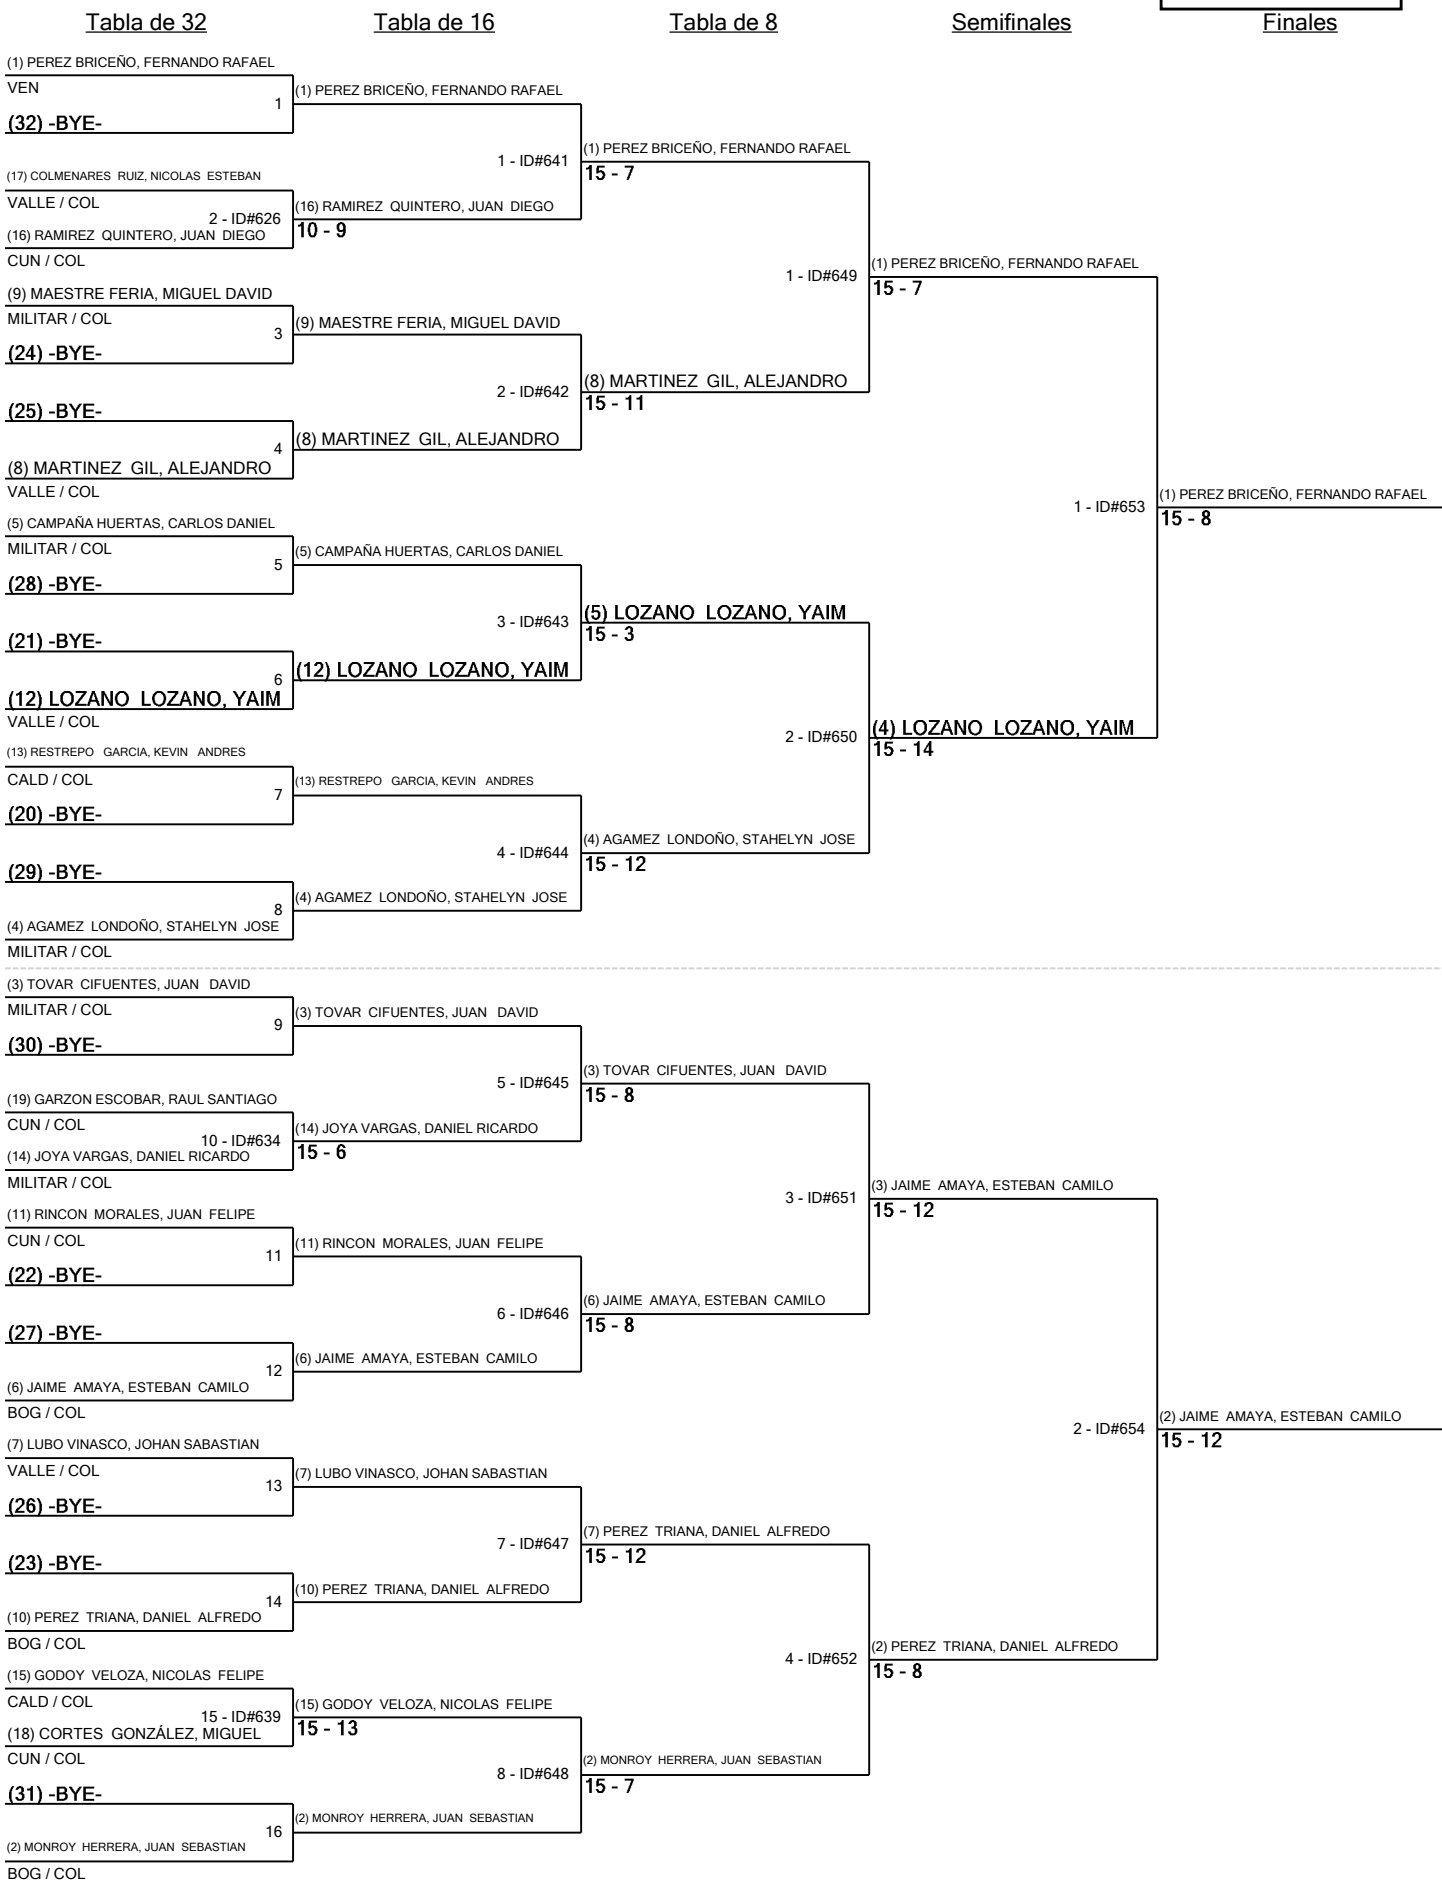 Tabla de 32
Tabla de 16
Tabla de 8
Semifinales
Finales
(1) PEREZ BRICEÑO, FERNANDO RAFAEL
VEN
1
(32) -BYE-
(17) COLMENARES RUIZ, NICOLAS ESTEBAN
VALLE / COL
2 - ID#626
(16) RAMIREZ QUINTERO, JUAN DIEGO
CUN / COL
(9) MAESTRE FERIA, MIGUEL DAVID
MILITAR / COL
3
(24) -BYE-
(25) -BYE-
4
(8) MARTINEZ GIL, ALEJANDRO
VALLE / COL
(5) CAMPAÑA HUERTAS, CARLOS DANIEL
MILITAR / COL
5
(28) -BYE-
(21) -BYE-
6
(12) LOZANO LOZANO, YAIM
VALLE / COL
(13) RESTREPO GARCIA, KEVIN ANDRES
CALD / COL
7
(20) -BYE-
(29) -BYE-
8
(4) AGAMEZ LONDOÑO, STAHELYN JOSE
MILITAR / COL
(3) TOVAR CIFUENTES, JUAN DAVID
MILITAR / COL
9
(30) -BYE-
(19) GARZON ESCOBAR, RAUL SANTIAGO
CUN / COL
10 - ID#634
(14) JOYA VARGAS, DANIEL RICARDO
MILITAR / COL
(11) RINCON MORALES, JUAN FELIPE
CUN / COL
11
(22) -BYE-
(27) -BYE-
12
(6) JAIME AMAYA, ESTEBAN CAMILO
BOG / COL
(7) LUBO VINASCO, JOHAN SABASTIAN
VALLE / COL
13
(26) -BYE-
(23) -BYE-
14
(10) PEREZ TRIANA, DANIEL ALFREDO
BOG / COL
(15) GODOY VELOZA, NICOLAS FELIPE
CALD / COL
15 - ID#639
(18) CORTES GONZÁLEZ, MIGUEL
CUN / COL
(31) -BYE-
16
(2) MONROY HERRERA, JUAN SEBASTIAN
BOG / COL
(1) PEREZ BRICEÑO, FERNANDO RAFAEL
1 - ID#641
(16) RAMIREZ QUINTERO, JUAN DIEGO
10 - 9
(9) MAESTRE FERIA, MIGUEL DAVID
2 - ID#642
(8) MARTINEZ GIL, ALEJANDRO
(5) CAMPAÑA HUERTAS, CARLOS DANIEL
3 - ID#643
(12) LOZANO LOZANO, YAIM
(13) RESTREPO GARCIA, KEVIN ANDRES
4 - ID#644
(4) AGAMEZ LONDOÑO, STAHELYN JOSE
(3) TOVAR CIFUENTES, JUAN DAVID
5 - ID#645
(14) JOYA VARGAS, DANIEL RICARDO
15 - 6
(11) RINCON MORALES, JUAN FELIPE
6 - ID#646
(6) JAIME AMAYA, ESTEBAN CAMILO
(7) LUBO VINASCO, JOHAN SABASTIAN
7 - ID#647
(10) PEREZ TRIANA, DANIEL ALFREDO
(15) GODOY VELOZA, NICOLAS FELIPE
15 - 13
8 - ID#648
(2) MONROY HERRERA, JUAN SEBASTIAN
(1) PEREZ BRICEÑO, FERNANDO RAFAEL
15 - 7
1 - ID#649
(8) MARTINEZ GIL, ALEJANDRO
15 - 11
(5) LOZANO LOZANO, YAIM
15 - 3
2 - ID#650
(4) AGAMEZ LONDOÑO, STAHELYN JOSE
15 - 12
(3) TOVAR CIFUENTES, JUAN DAVID
15 - 8
3 - ID#651
(6) JAIME AMAYA, ESTEBAN CAMILO
15 - 8
(7) PEREZ TRIANA, DANIEL ALFREDO
15 - 12
4 - ID#652
(2) MONROY HERRERA, JUAN SEBASTIAN
15 - 7
(1) PEREZ BRICEÑO, FERNANDO RAFAEL
15 - 7
1 - ID#653
(4) LOZANO LOZANO, YAIM
15 - 14
(3) JAIME AMAYA, ESTEBAN CAMILO
15 - 12
2 - ID#654
(2) PEREZ TRIANA, DANIEL ALFREDO
15 - 8
(1) PEREZ BRICEÑO, FERNANDO RAFAEL
15 - 8
(2) JAIME AMAYA, ESTEBAN CAMILO
15 - 12